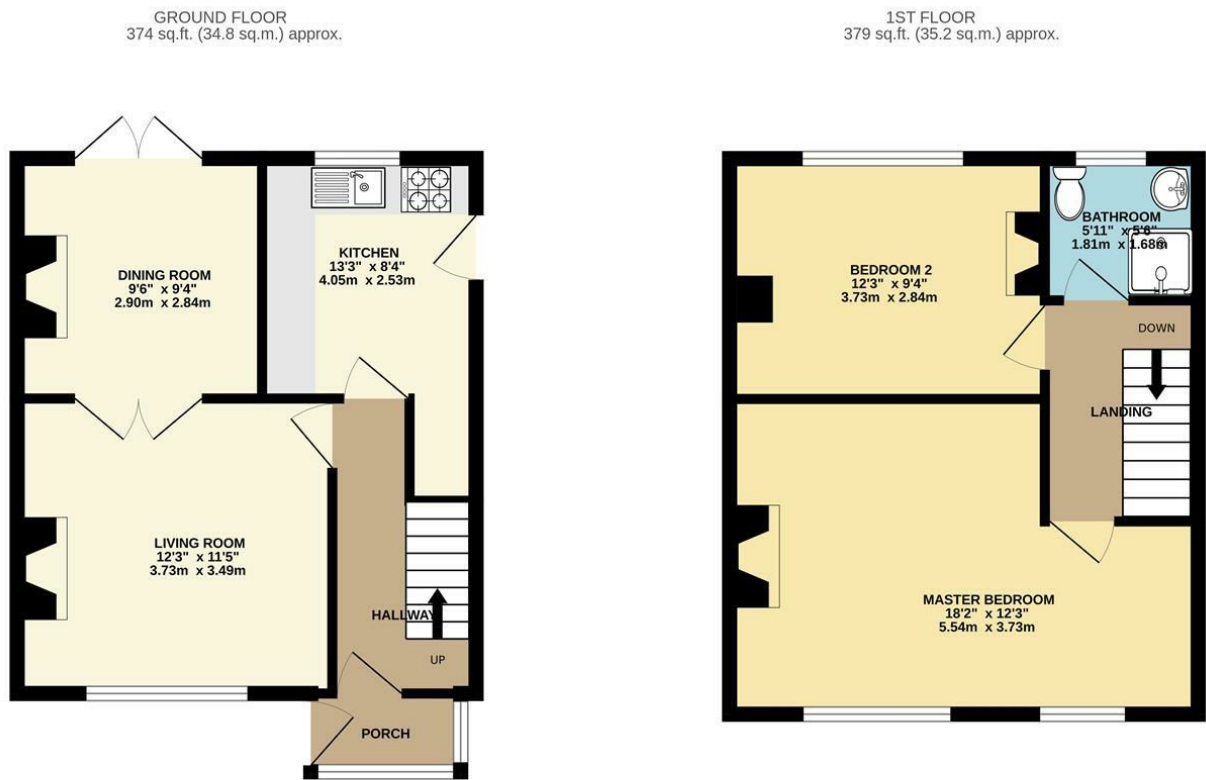 GROUND FLOOR
374 sq.ft. (34.8 sq.m.) approx.
1ST FLOOR
379 sq.ft. (35.2 sq.m.) approx.
DINING ROOM
9'6" x 9'4"
2.90m x 2.84m
KITCHEN
13'3" x 8'4"
4.05m x 2.53m
LIVING ROOM
12'3" x 11'5"
3.73m x 3.49m
HALLWAY
UP
PORCH
BEDROOM 2
12'3" x 9'4"
3.73m x 2.84m
BATHROOM
5'11" x 5'6"
1.81m x 1.68m
DOWN
LANDING
MASTER BEDROOM
18'2" x 12'3"
5.54m x 3.73m